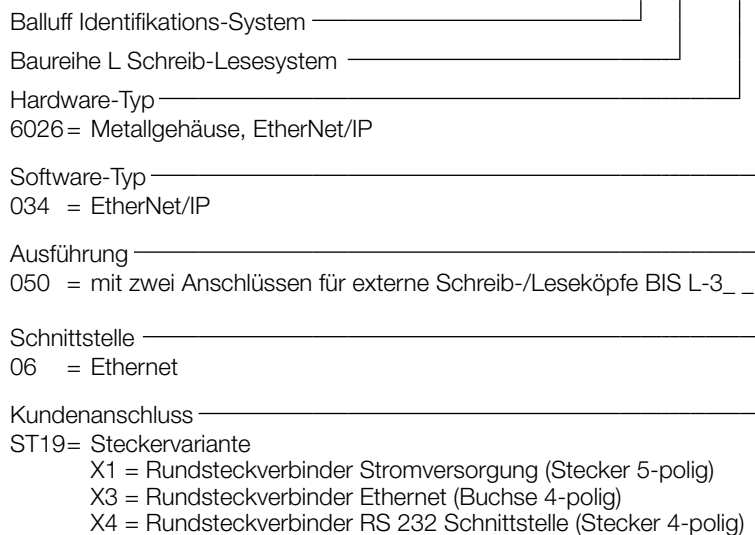 Balluff Identifikations-System
Baureihe L Schreib-Lesesystem
Hardware-Typ
6026 = Metallgehäuse, EtherNet/IP
Software-Typ
034 = EtherNet/IP
Ausführung
050 = mit zwei Anschlüssen für externe Schreib-/Leseköpfe BIS L-3_ _
Schnittstelle
06 = Ethernet
Kundenanschluss
ST19= Steckervariante
X1 = Rundsteckverbinder Stromversorgung (Stecker 5-polig)
X3 = Rundsteckverbinder Ethernet (Buchse 4-polig)
X4 = Rundsteckverbinder RS 232 Schnittstelle (Stecker 4-polig)